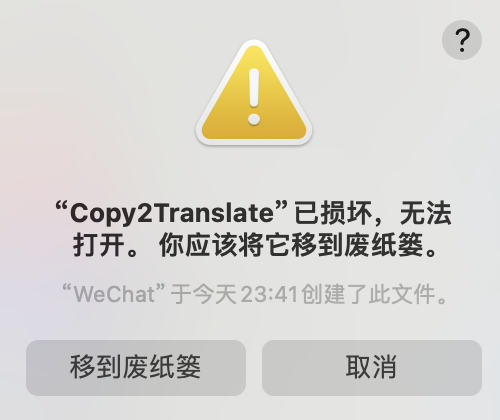 ?
“Copy2Translate”已损坏，无法
打开。 你应该将它移到废纸篓。
“WeChat”于今天23:41创建了此文件。
移到废纸篓
取消